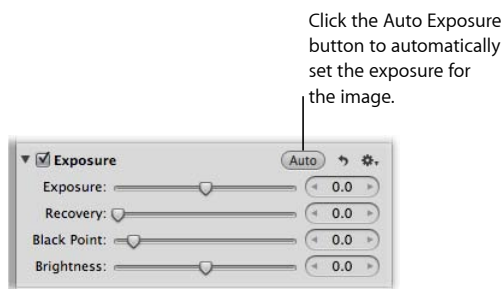 Click the Auto Exposure
button to automatically
set the exposure for
the image.
Exposure Auto
Exposure: 0.0
Recovery: 0.0
Black Point: 0.0
Brightness: 0.0